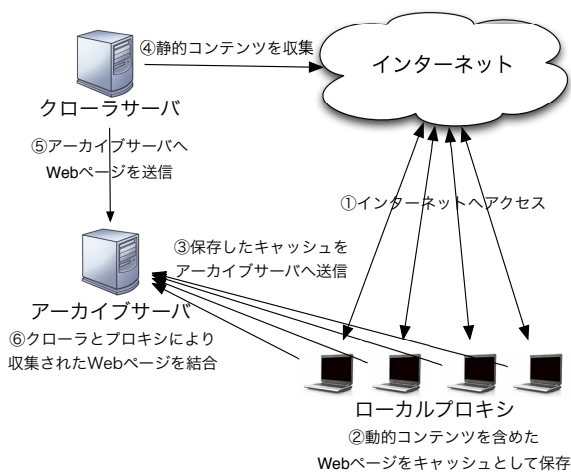 ④静的コンテンツを収集
インターネット
クローラサーバ
⑤アーカイブサーバへ
Webページを送信
①インターネットへアクセス
③保存したキャッシュを
アーカイブサーバへ送信
アーカイブサーバ
⑥クローラとプロキシにより
収集されたWebページを結合
ローカルプロキシ
②動的コンテンツを含めた
Webページをキャッシュとして保存